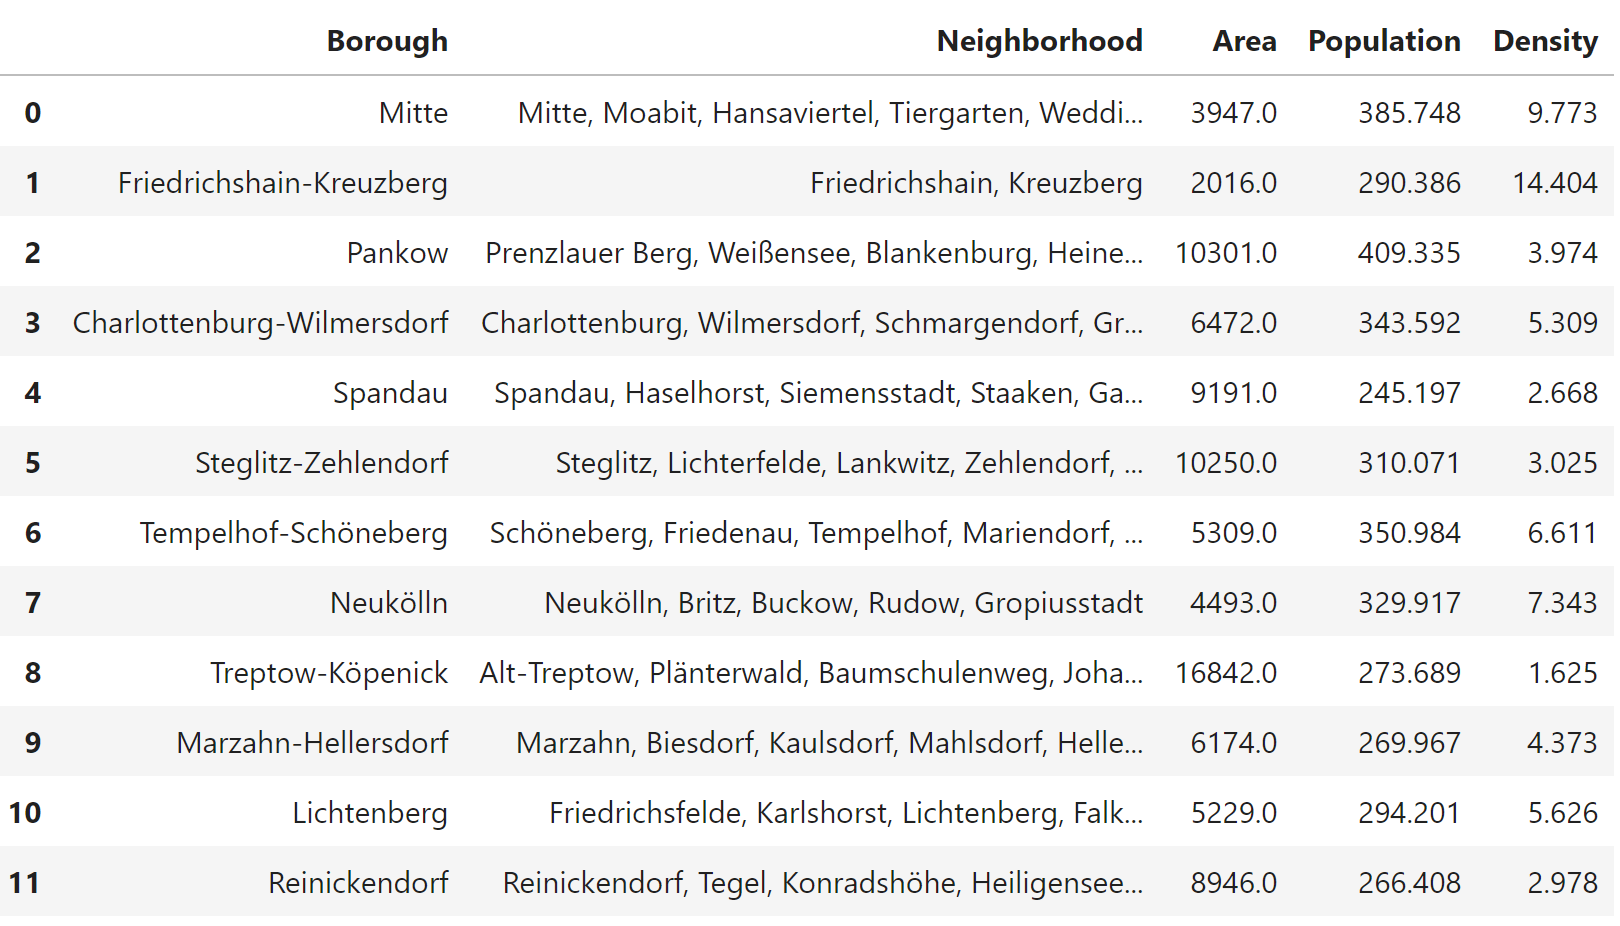 Borough Neighborhood Area Population Density
0 Mitte Mitte, Moabit, Hansaviertel, Tiergarten, Weddi... 3947.0 385.748 9.773
1 Friedrichshain-Kreuzberg Friedrichshain, Kreuzberg 2016.0 290.386 14.404
2 Pankow Prenzlauer Berg, Weißensee, Blankenburg, Heine... 10301.0 409.335 3.974
3 Charlottenburg-Wilmersdorf Charlottenburg, Wilmersdorf, Schmargendorf, Gr... 6472.0 343.592 5.309
4 Spandau Spandau, Haselhorst, Siemensstadt, Staaken, Ga... 9191.0 245.197 2.668
5 Steglitz-Zehlendorf Steglitz, Lichterfelde, Lankwitz, Zehlendorf, ... 10250.0 310.071 3.025
6 Tempelhof-Schöneberg Schöneberg, Friedenau, Tempelhof, Mariendorf, ... 5309.0 350.984 6.611
7 Neukölln Neukölln, Britz, Buckow, Rudow, Gropiusstadt 4493.0 329.917 7.343
8 Treptow-Köpenick Alt-Treptow, Plänterwald, Baumschulenweg, Joha... 16842.0 273.689 1.625
9 Marzahn-Hellersdorf Marzahn, Biesdorf, Kaulsdorf, Mahlsdorf, Helle... 6174.0 269.967 4.373
10 Lichtenberg Friedrichsfelde, Karlshorst, Lichtenberg, Falk... 5229.0 294.201 5.626
11 Reinickendorf Reinickendorf, Tegel, Konradshöhe, Heiligensee... 8946.0 266.408 2.978